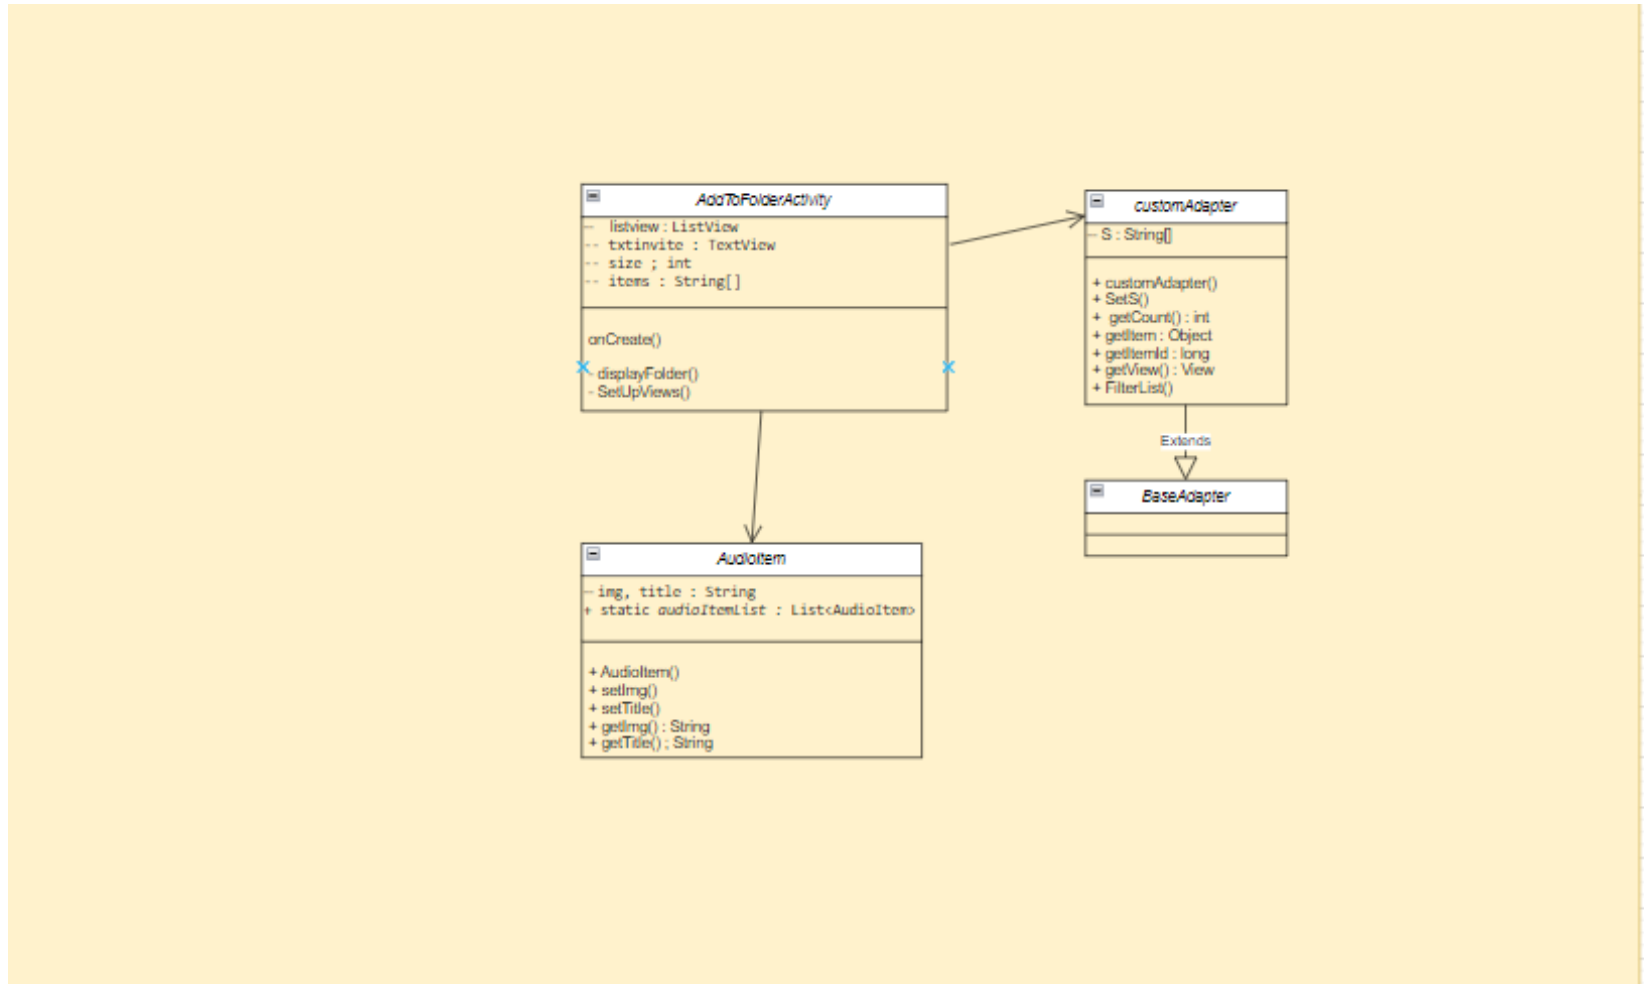 AddToFolderActivity
-- listview : ListView
-- txtinvite : TextView
-- size ; int
-- items : String[]
onCreate()
- displayFolder()
- SetUpViews()
customAdapter
-- S : String[]
+ customAdapter()
+ SetS()
+ getCount() : int
+ getItem : Object
+ getItemId : long
+ getView() : View
+ FilterList()
Extends
BaseAdapter
AudioItem
-- img, title : String
+ static audioItemList : List<AudioItem>
+ AudioItem()
+ setImg()
+ setTitle()
+ getImg() : String
+ getTitle() ; String